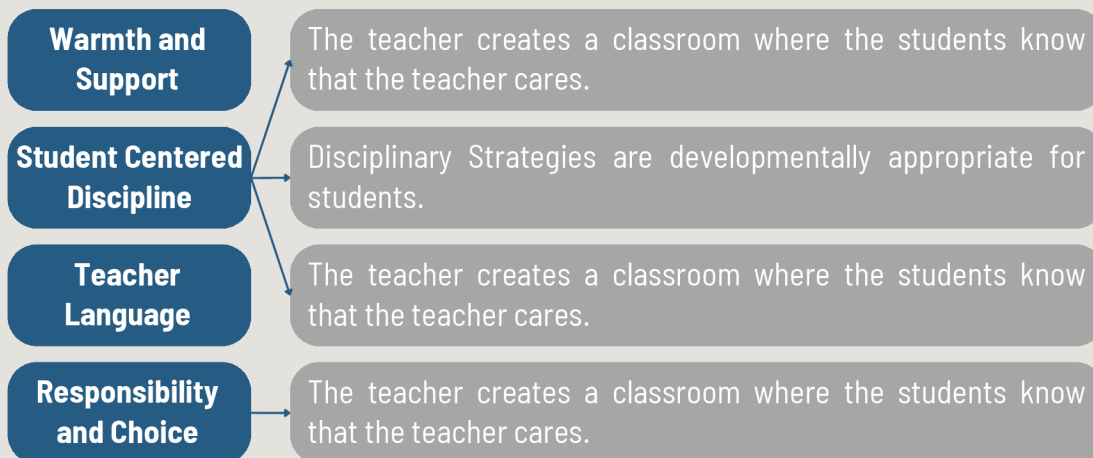 Warmth and
Support
The teacher creates a classroom where the students know
that the teacher cares.
Student Centered
Discipline
Disciplinary Strategies are developmentally appropriate for
students.
Teacher
Language
The teacher creates a classroom where the students know
that the teacher cares.
Responsibility
and Choice
The teacher creates a classroom where the students know
that the teacher cares.